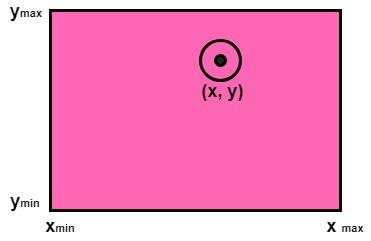 ymax
(x, y)
ymin
xmin
x max